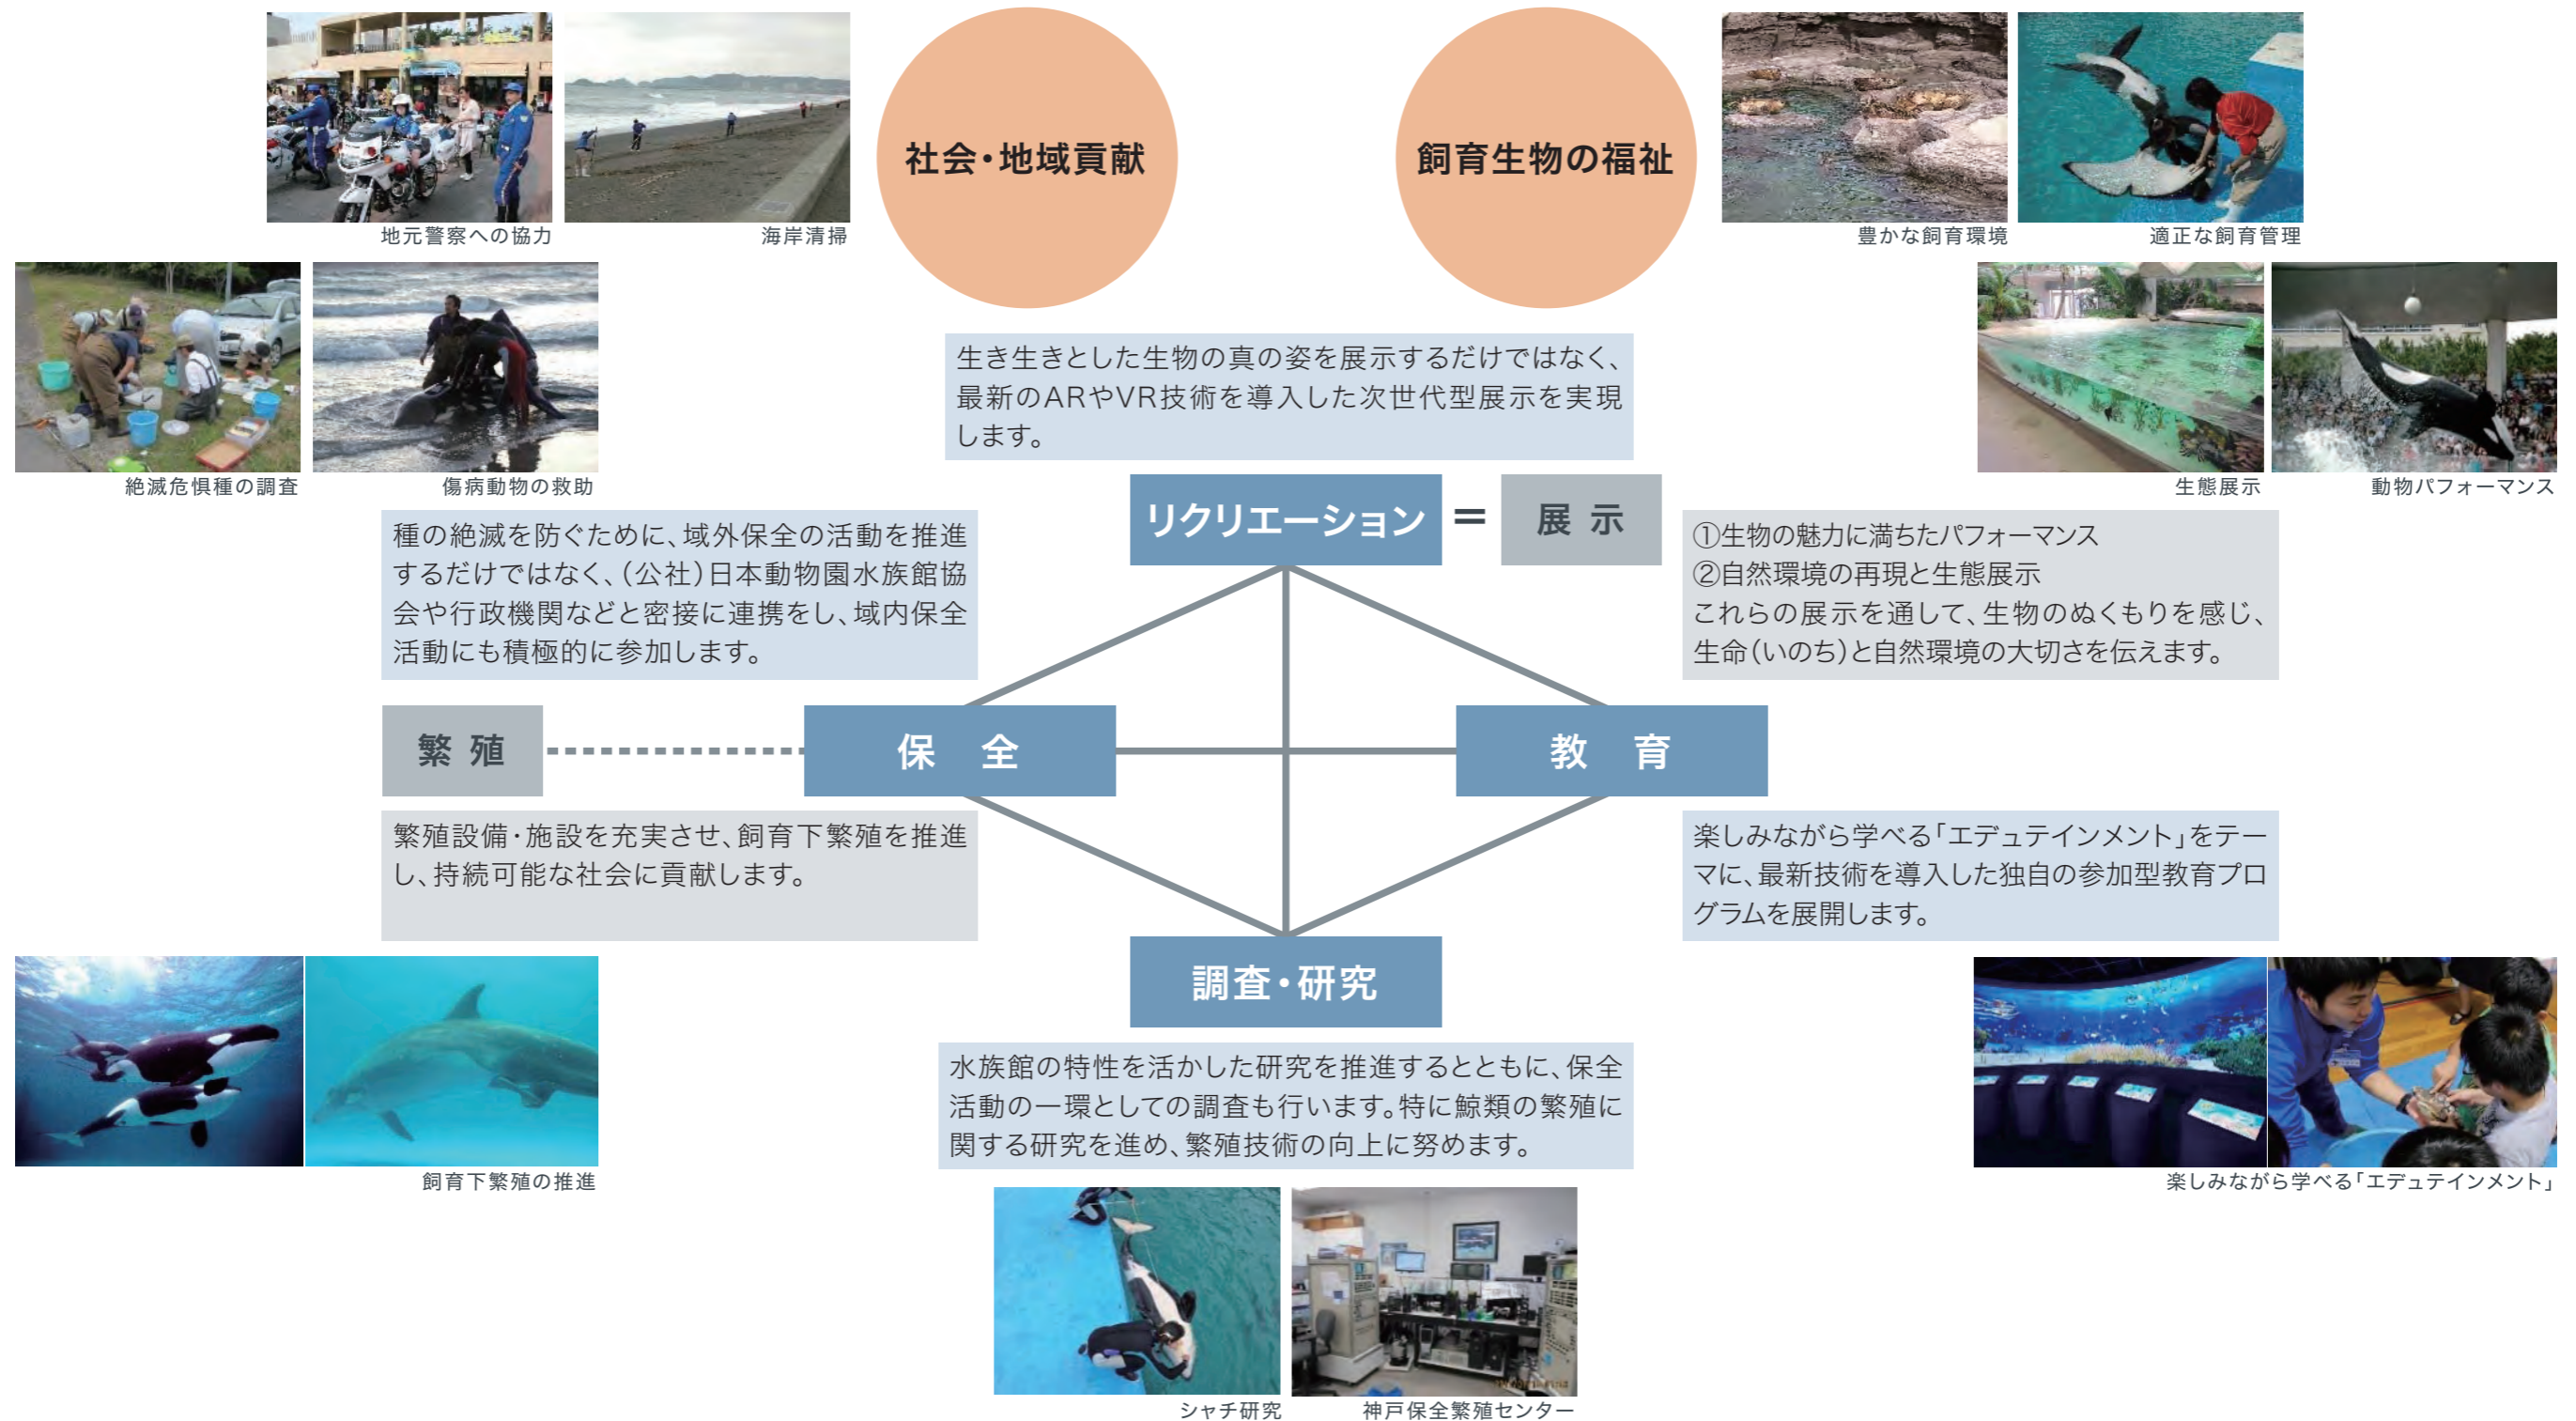 社会・地域貢献
飼育生物の福祉
地元警察への協力
海岸清掃
豊かな飼育環境
適正な飼育管理
絶滅危惧種の調査
傷病動物の救助
生き生きとした生物の真の姿を展示するだけではなく、
最新のARやVR技術を導入した次世代型展示を実現
します。
生態展示
動物パフォーマンス
リクリエーション
=
展 示
種の絶滅を防ぐために、域外保全の活動を推進
するだけではなく、(公社)日本動物園水族館協
会や行政機関などと密接に連携をし、域内保全
活動にも積極的に参加します。
①生物の魅力に満ちたパフォーマンス
②自然環境の再現と生態展示
これらの展示を通して、生物のぬくもりを感じ、
生命(いのち)と自然環境の大切さを伝えます。
繁 殖
保 全
教 育
繁殖設備・施設を充実させ、飼育下繁殖を推進
し、持続可能な社会に貢献します。
楽しみながら学べる「エデュテインメント」をテー
マに、最新技術を導入した独自の参加型教育プロ
グラムを展開します。
調査・研究
水族館の特性を活かした研究を推進するとともに、保全
活動の一環としての調査も行います。特に鯨類の繁殖に
関する研究を進め、繁殖技術の向上に努めます。
飼育下繁殖の推進
楽しみながら学べる「エデュテインメント」
シャチ研究
神戸保全繁殖センター